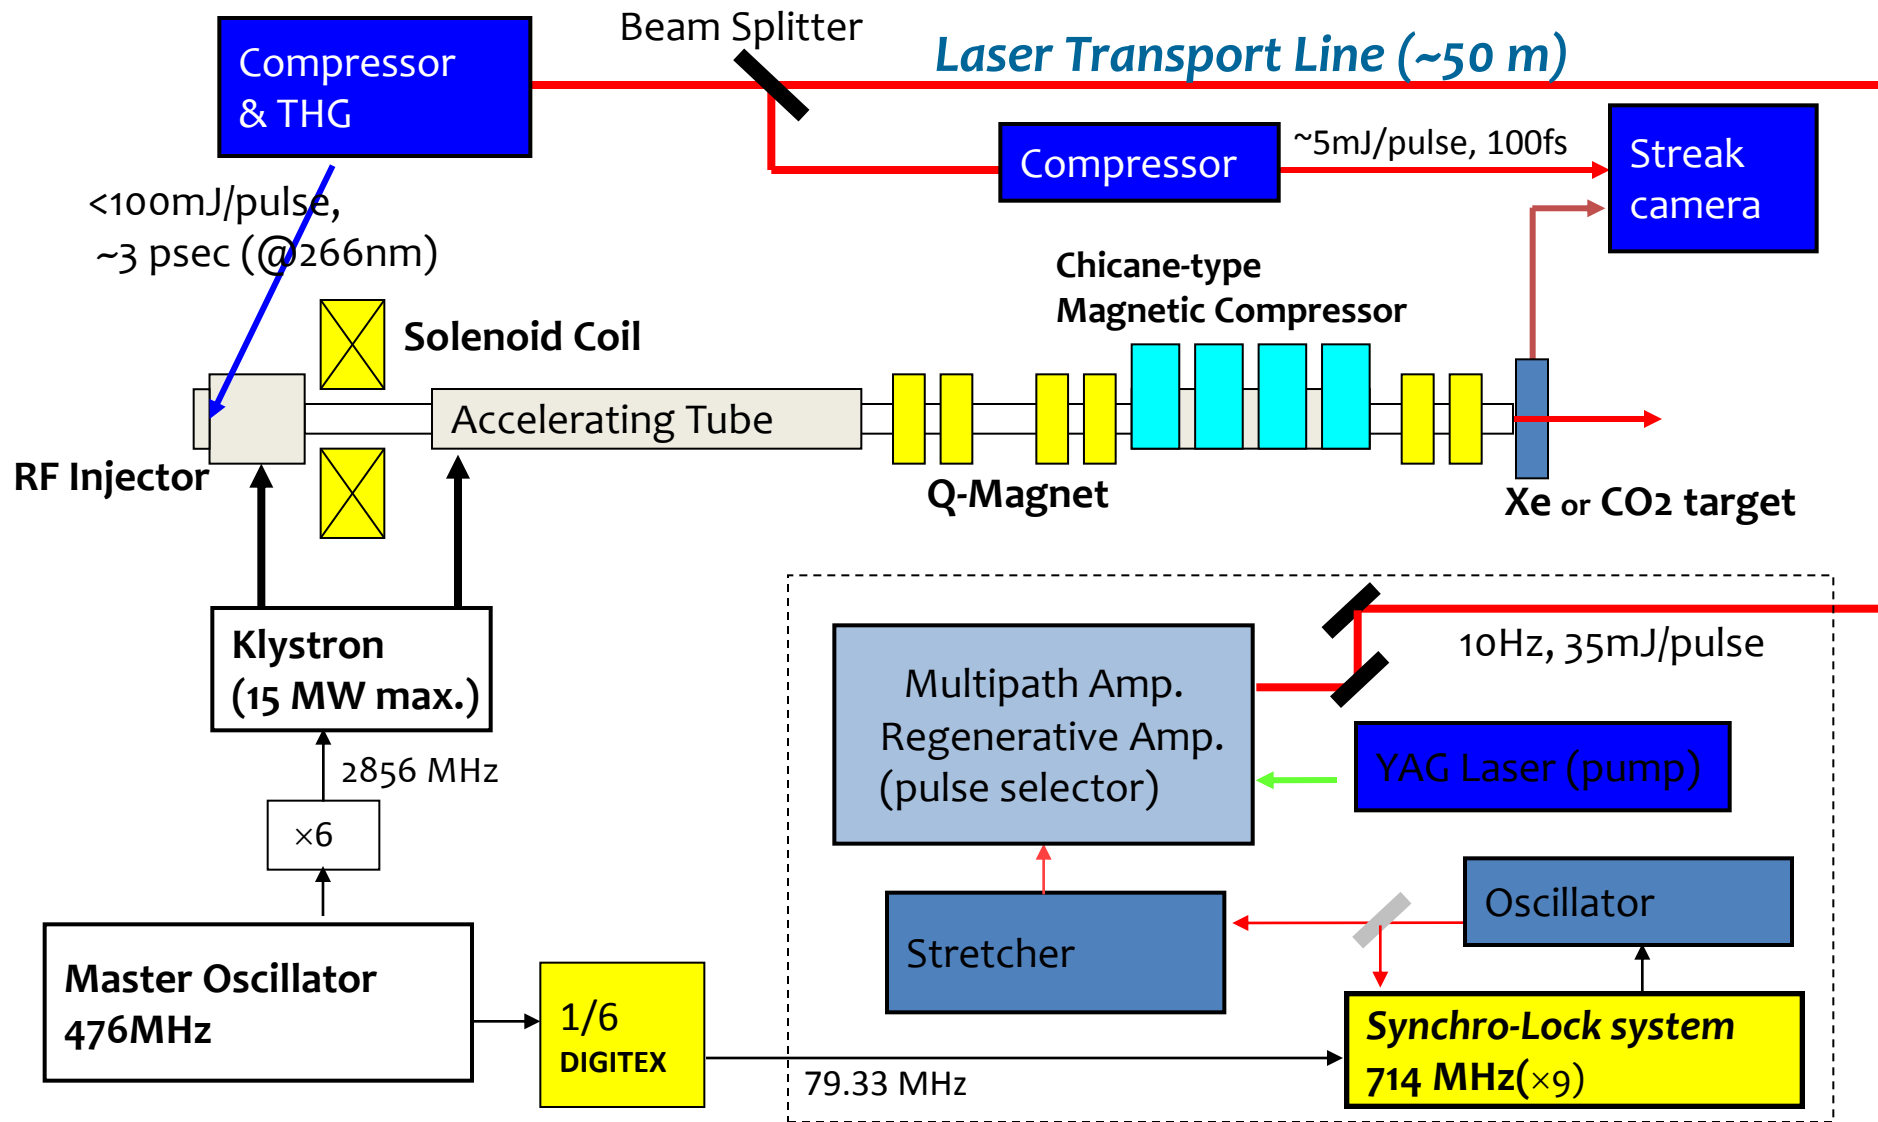 Beam Splitter
Laser Transport Line (~50 m)
Compressor
& THG
Compressor
~5mJ/pulse, 100fs
Streak
camera
<100mJ/pulse,
~3 psec (@266nm)
Chicane-type
Magnetic Compressor
Solenoid Coil
Accelerating Tube
RF Injector
Q-Magnet
Xe or CO2 target
Klystron
(15 MW max.)
10Hz, 35mJ/pulse
Multipath Amp.
Regenerative Amp.
(pulse selector)
YAG Laser (pump)
2856 MHz
×6
Oscillator
Stretcher
Master Oscillator
476MHz
1/6
DIGITEX
79.33 MHz
Synchro-Lock system
714 MHz(×9)